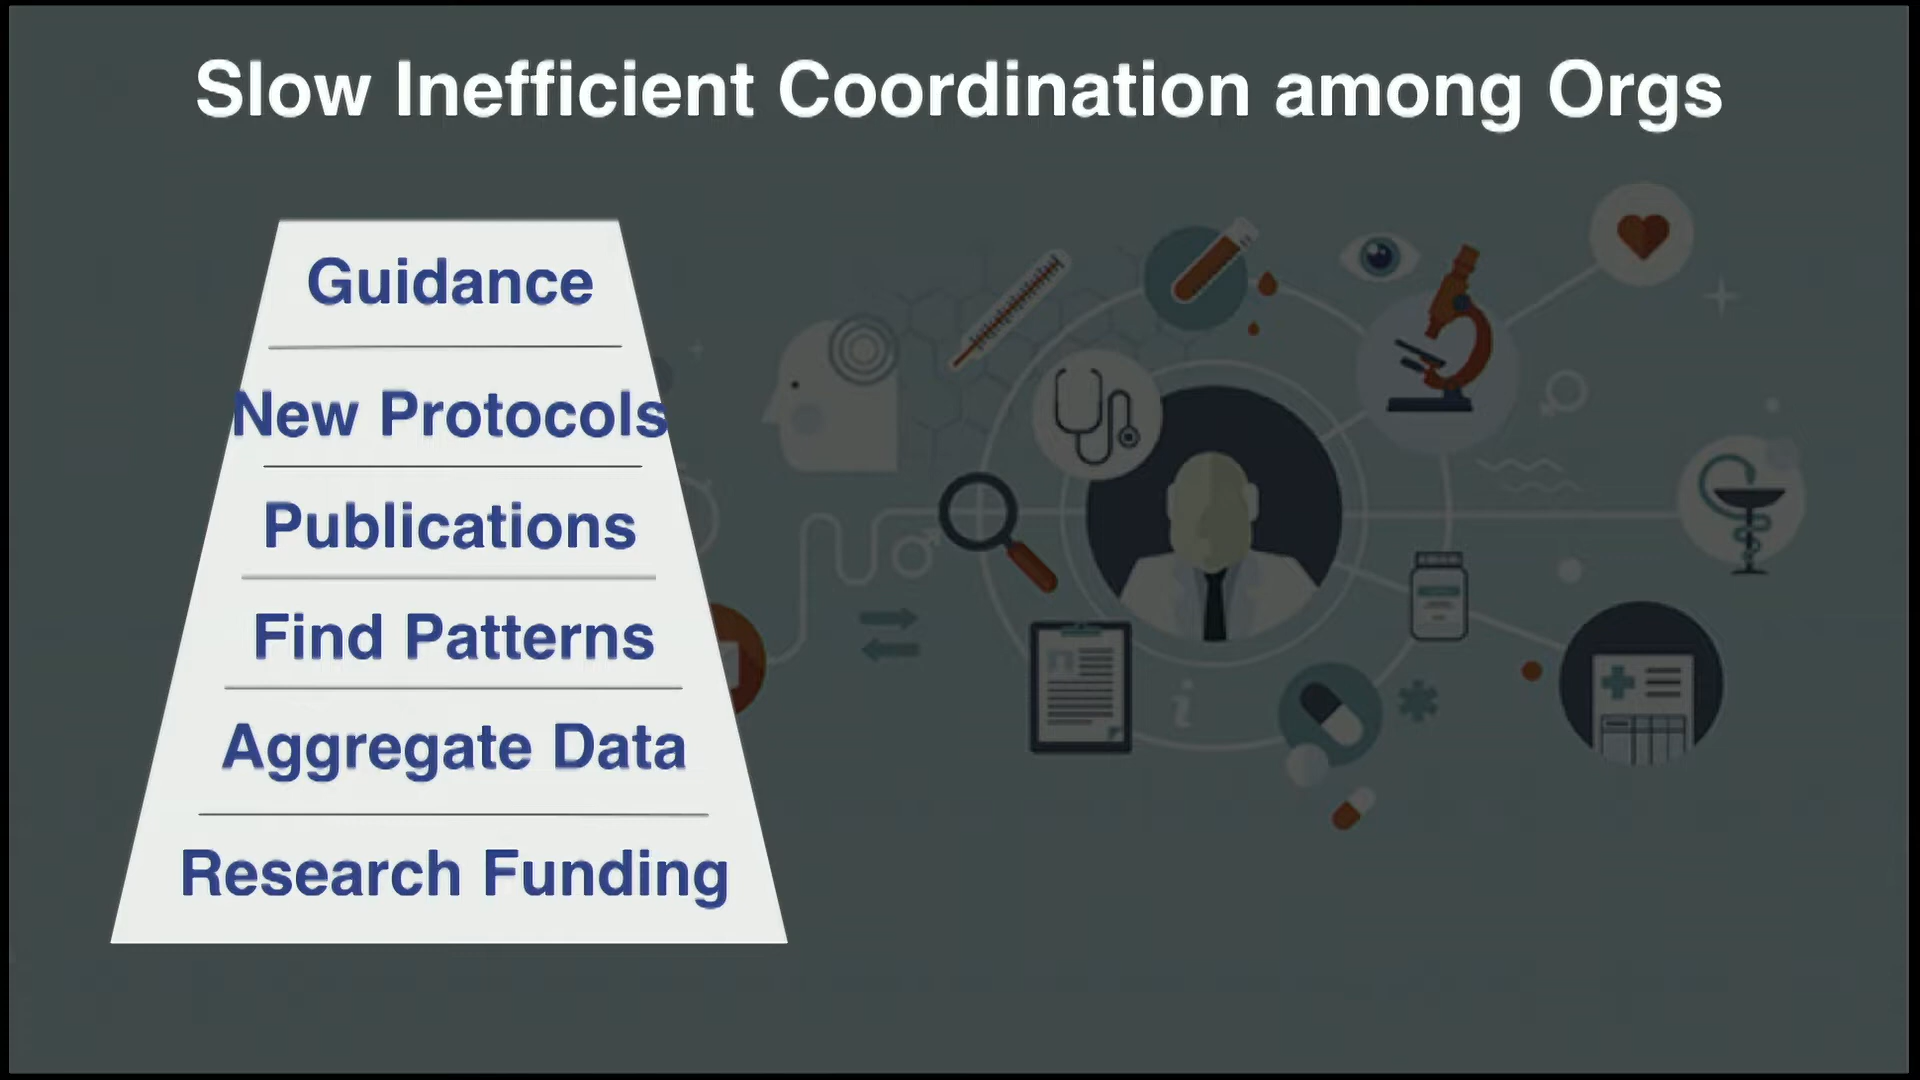 Slow Inefficient Coordination among Orgs
Guidance
New Protocols
Publications
Find Patterns
Aggregate Data
Research Funding